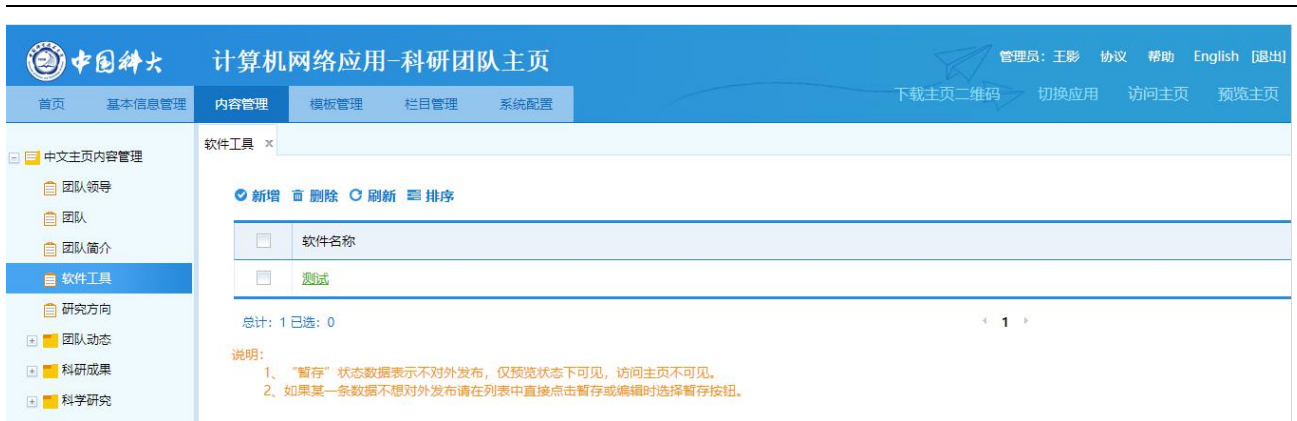 中国科大 计算机网络应用-科研团队主页 管理员：王影 协议 帮助 English [退出]
首页 基本信息管理 内容管理 模板管理 栏目管理 系统配置 下载主页二维码 切换应用 访问主页 预览主页
软件工具 ×
中文主页内容管理
团队领导
团队
团队简介
软件工具
研究方向
团队动态
科研成果
科学研究
新增 删除 刷新 排序
软件名称
测试
总计：1 已选：0 1
说明：
1、“暂存”状态数据表示不对外发布，仅预览状态下可见，访问主页不可见。
2、如果某一条数据不想对外发布请在列表中直接点击暂存或编辑时选择暂存按钮。